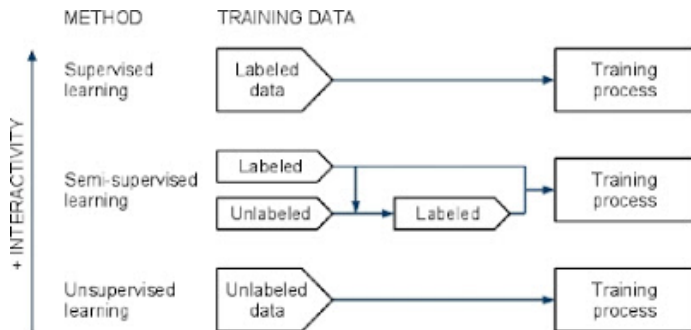 METHOD TRAINING DATA
Supervised
learning
Labeled
data
Training
process
Semi-supervised
learning
Labeled
Unlabeled
Labeled
Training
process
Unsupervised
learning
Unlabeled
data
Training
process
+ INTERACTIVITY